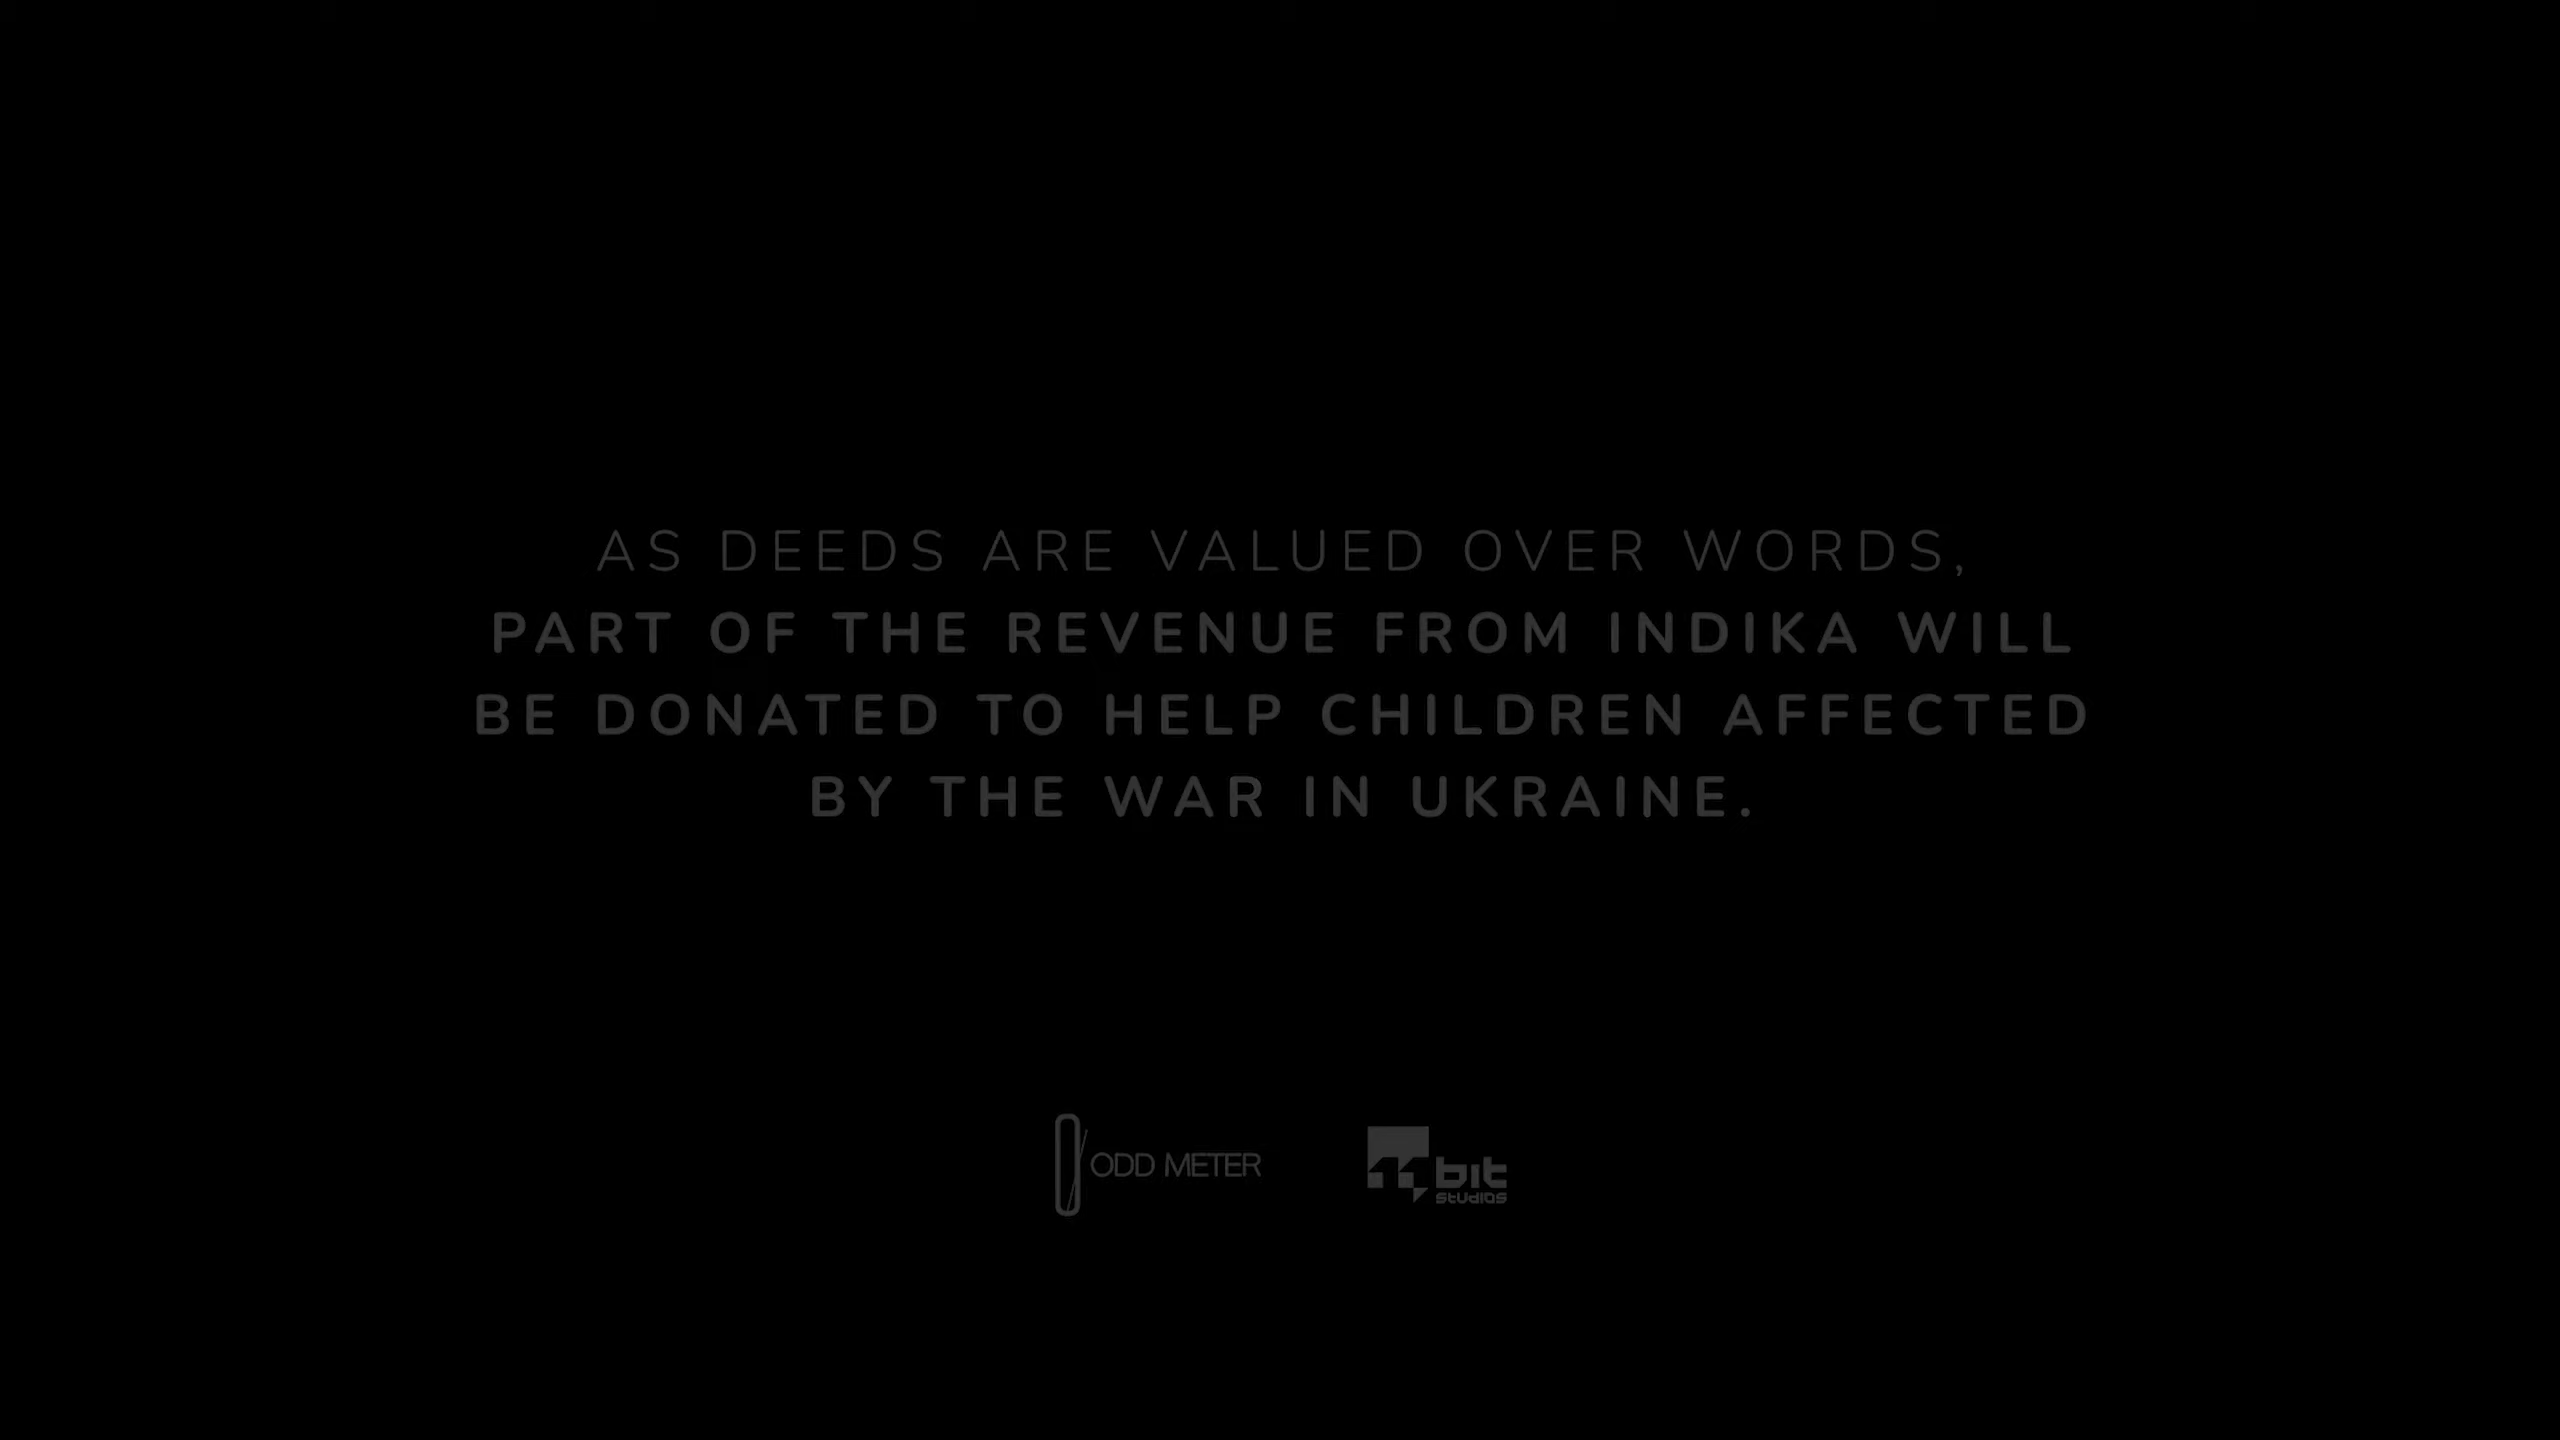 AS DEEDS ARE VALUED OVER WORDS,
PART OF THE REVENUE FROM INDIKA WILL
BE DONATED TO HELP CHILDREN AFFECTED
BY THE WAR IN UKRAINE.
ODD METER
bit
studios